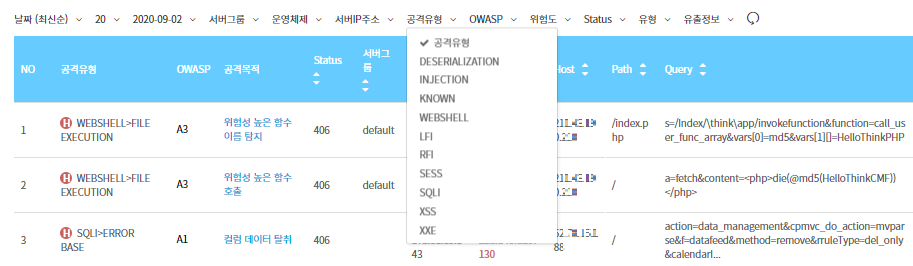 날짜 (최신순) 20 2020-09-02 서버그룹 운영체제 서버IP주소 공격유형 OWASP 위험도 Status 유형 유출정보
공격유형
DESERIALIZATION
INJECTION
KNOWN
WEBSHELL
LFI
RFI
SESS
SQLI
XSS
XXE
NO 공격유형 OWASP 공격목적 Status 서버그
룹 Host Path Query
1 H WEBSHELL>FILE
EXECUTION A3 위험성 높은 함수
이름 탐지 406 default /index.p
hp s=/Index/\think\app/invokefunction&function=call_us
er_func_array&vars[0]=md5&vars[1][]=HelloThinkPHP
2 H WEBSHELL>FILE
EXECUTION A3 위험성 높은 함수
호출 406 default / a=fetch&content=<php>die(@md5(HelloThinkCMF))
</php>
3 H SQLI>ERROR
BASE A1 컬럼 데이터 탈취 406
43 130 88 / action=data_management&cpmvc_do_action=mvpar
se&f=datafeed&method=remove&rruleType=del_only
&calendarI...